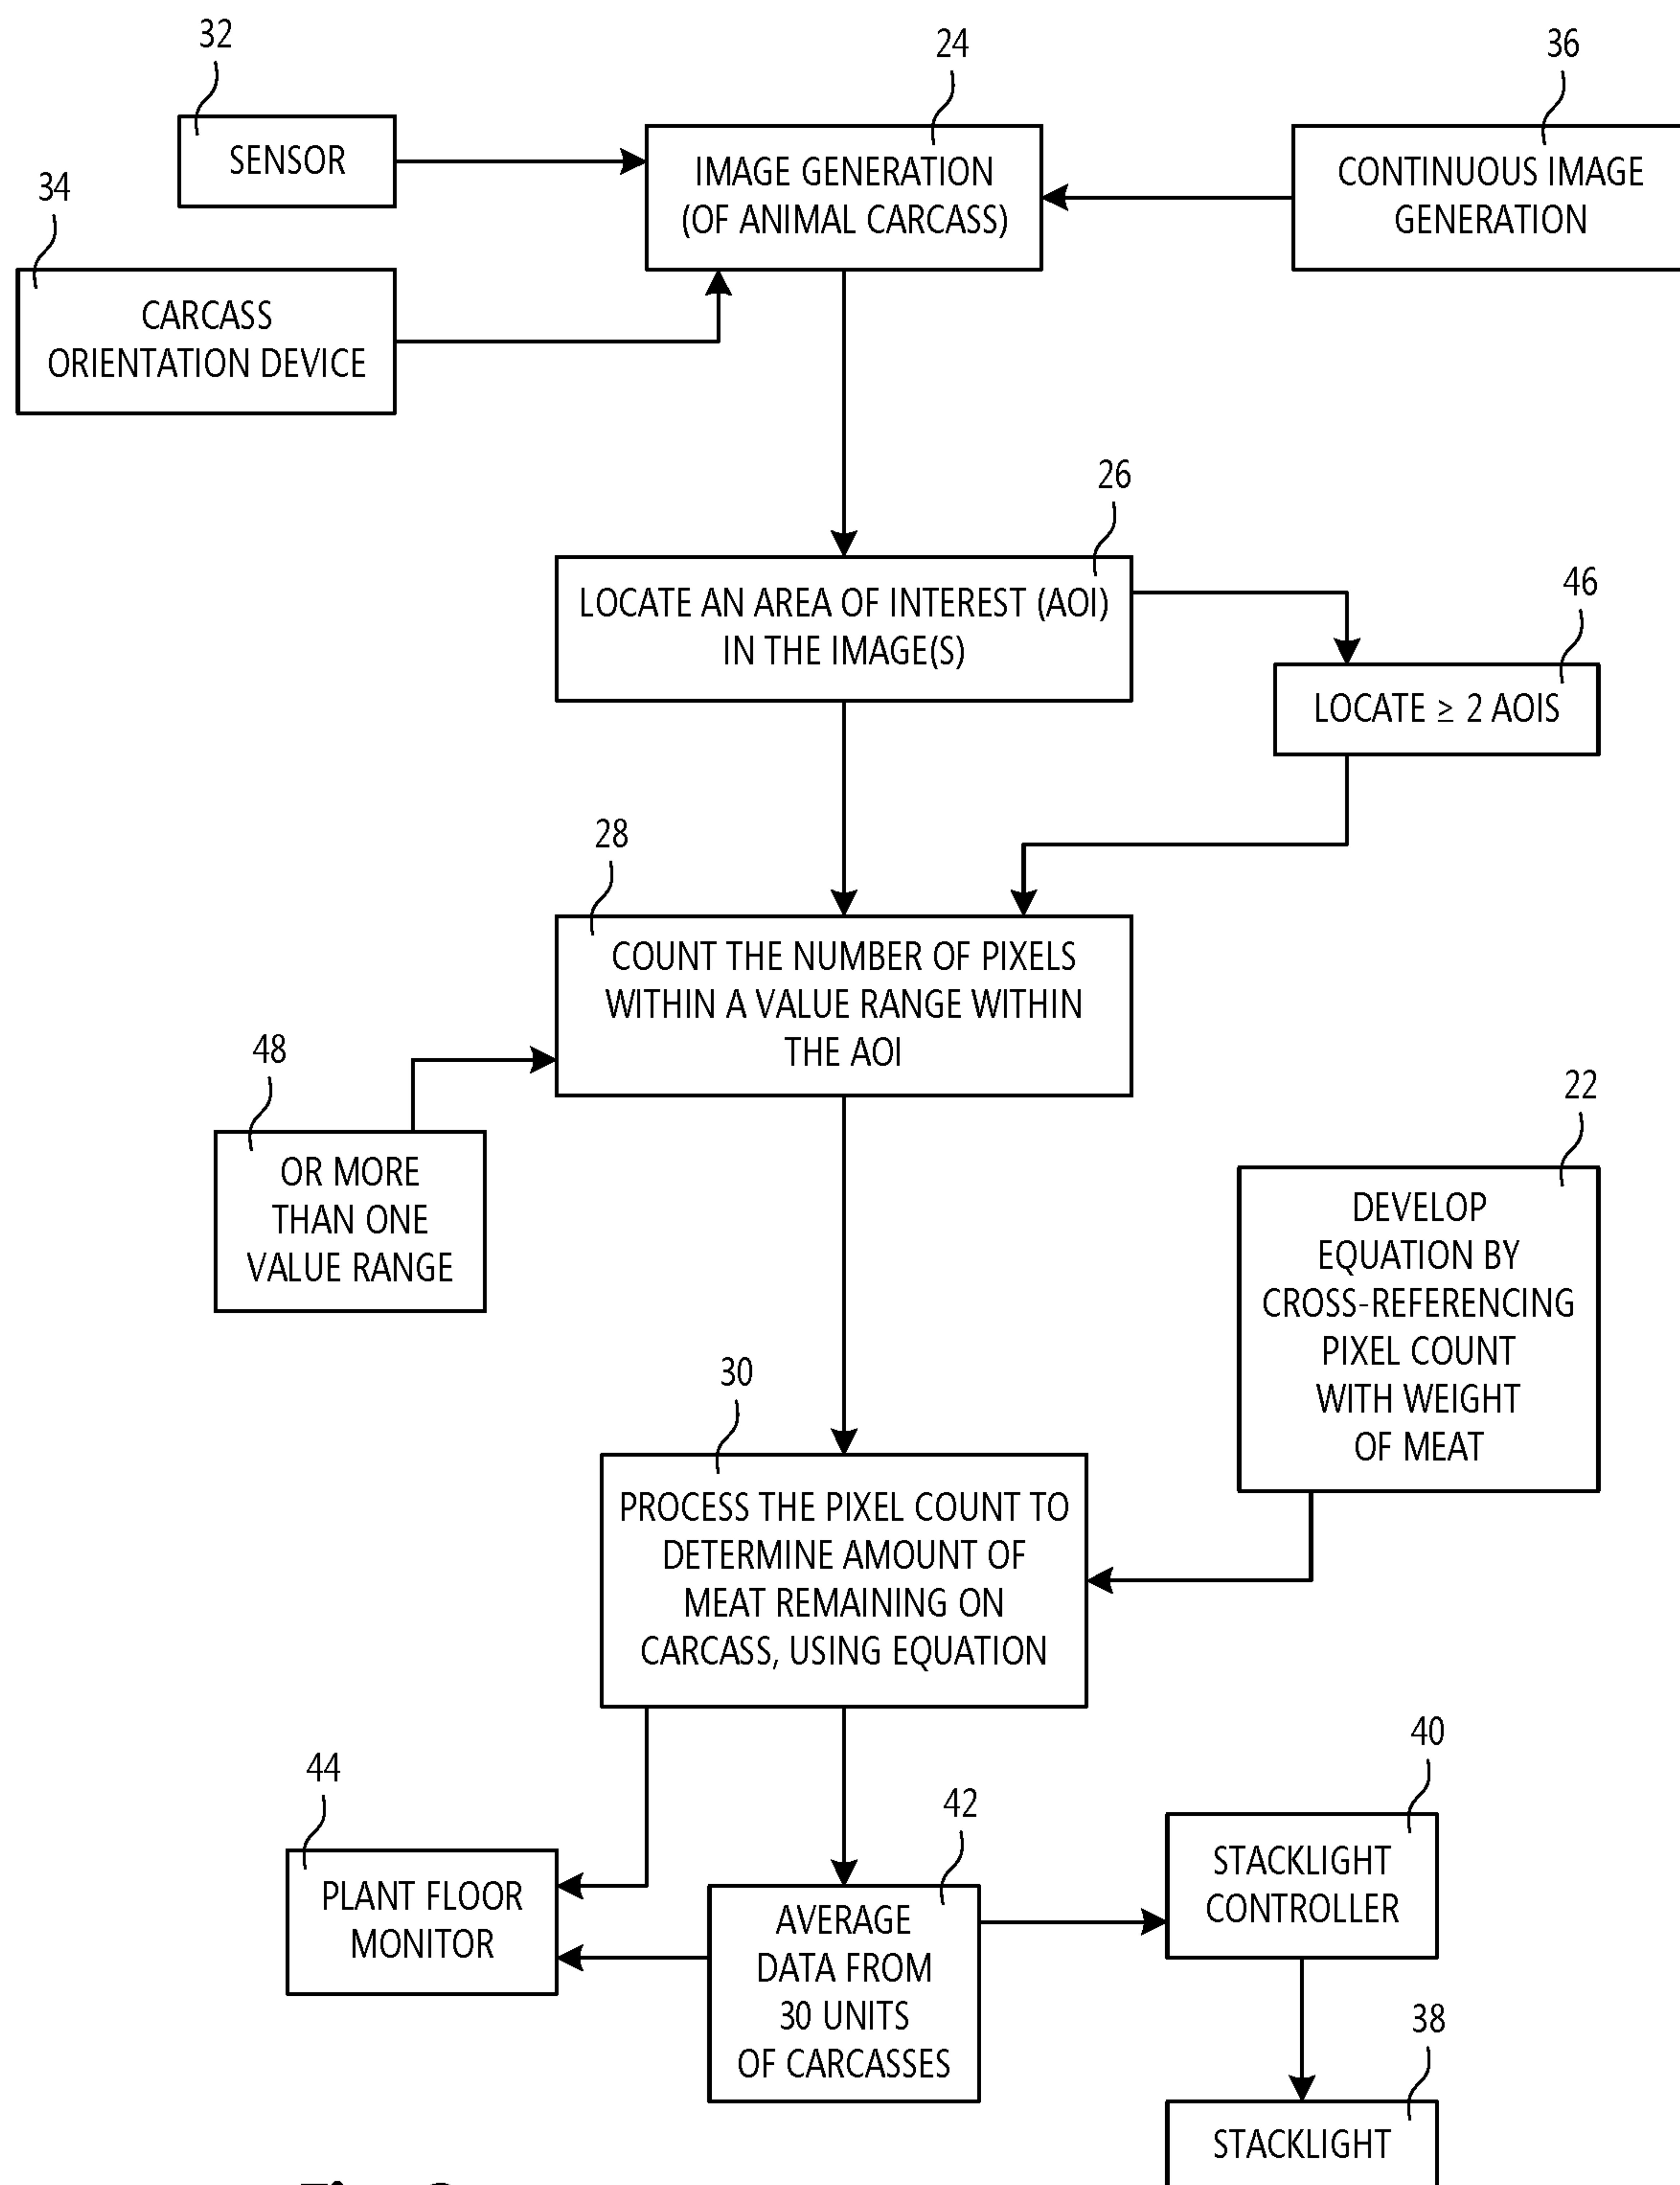 32
24
36
SENSOR
IMAGE GENERATION
(OF ANIMAL CARCASS)
CONTINUOUS IMAGE
GENERATION
34
CARCASS
ORIENTATION DEVICE
26
LOCATE AN AREA OF INTEREST (AOI)
IN THE IMAGE(S)
46
LOCATE ≥ 2 AOIS
28
COUNT THE NUMBER OF PIXELS
WITHIN A VALUE RANGE WITHIN
THE AOI
48
OR MORE
THAN ONE
VALUE RANGE
22
DEVELOP
EQUATION BY
CROSS-REFERENCING
PIXEL COUNT
WITH WEIGHT
OF MEAT
30
PROCESS THE PIXEL COUNT TO
DETERMINE AMOUNT OF
MEAT REMAINING ON
CARCASS, USING EQUATION
44
PLANT FLOOR
MONITOR
42
AVERAGE
DATA FROM
30 UNITS
OF CARCASSES
40
STACKLIGHT
CONTROLLER
38
STACKLIGHT